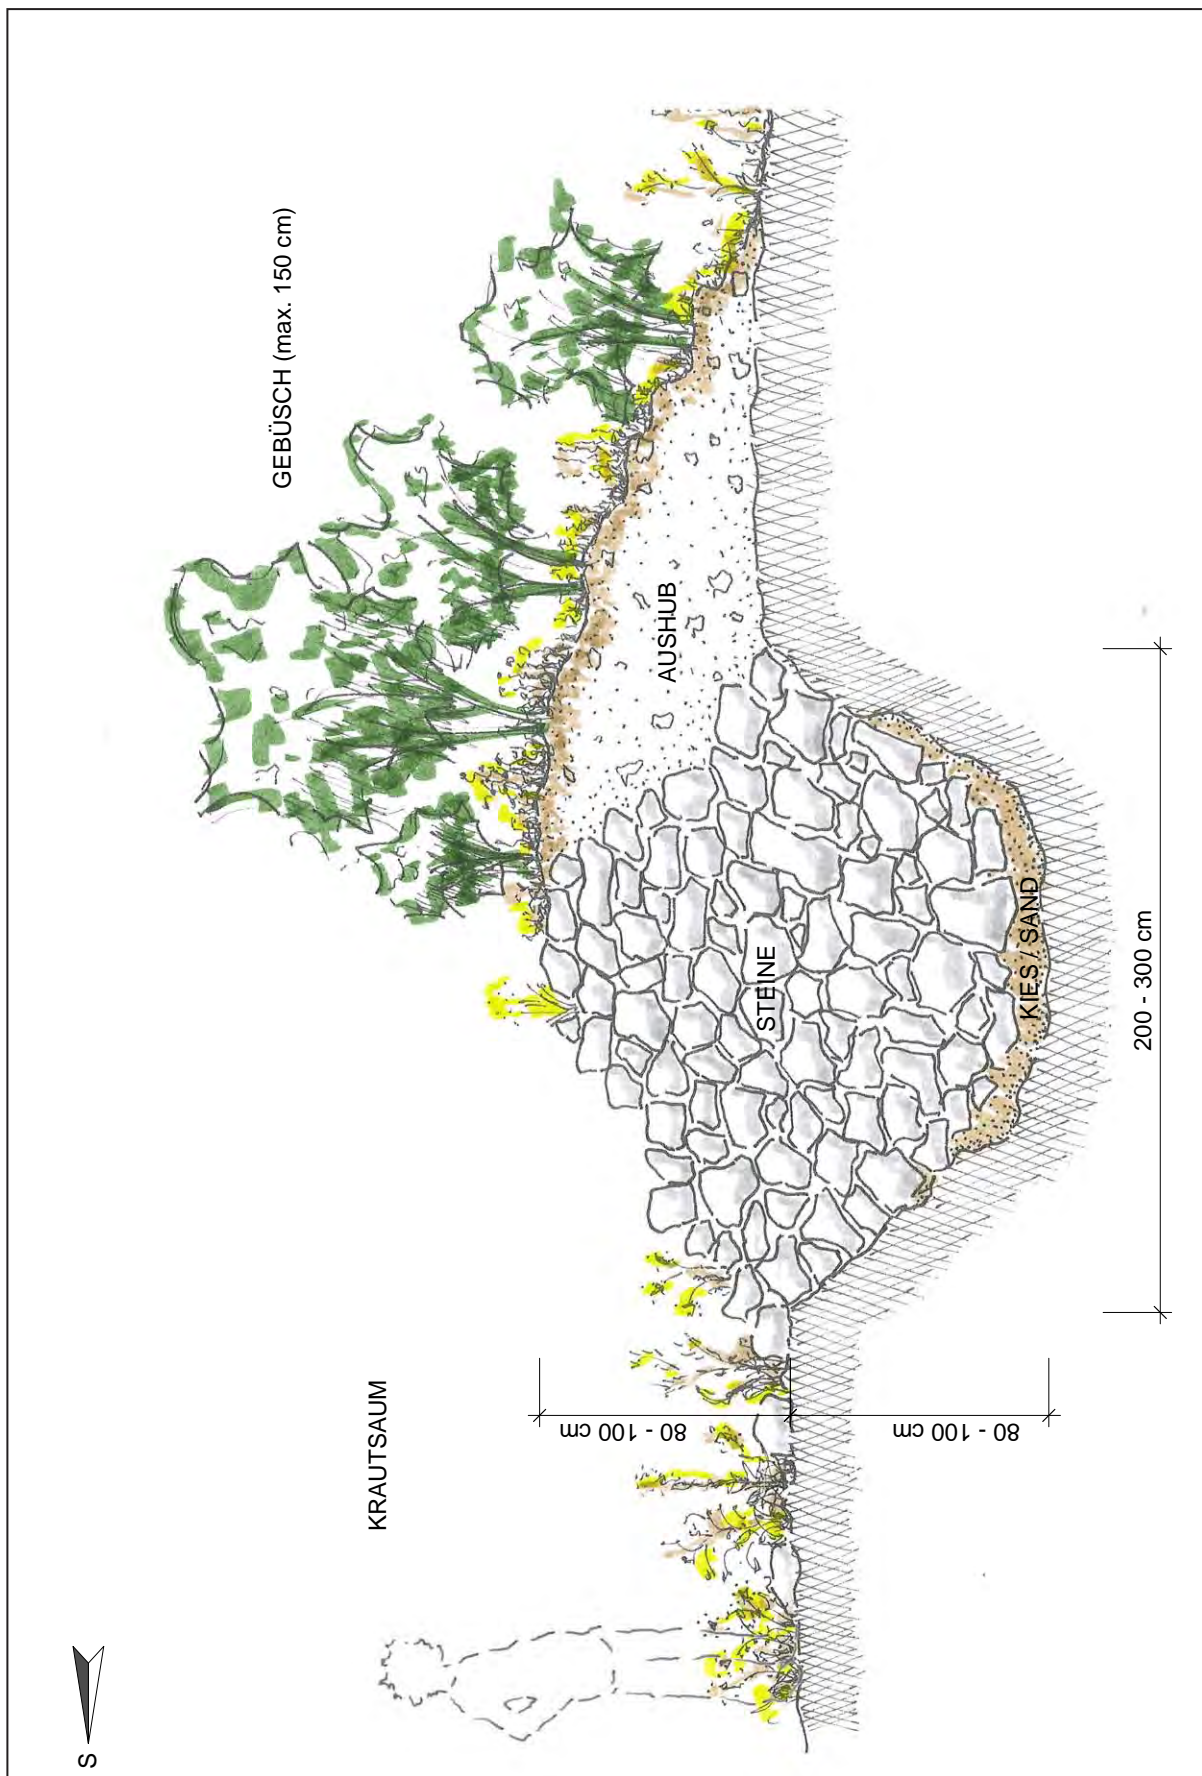 S
KRAUTSAUM
GEBÜSCH (max. 150 cm)
80 - 100 cm
80 - 100 cm
AUSHUB
STEINE
KIES / SAND
200 - 300 cm